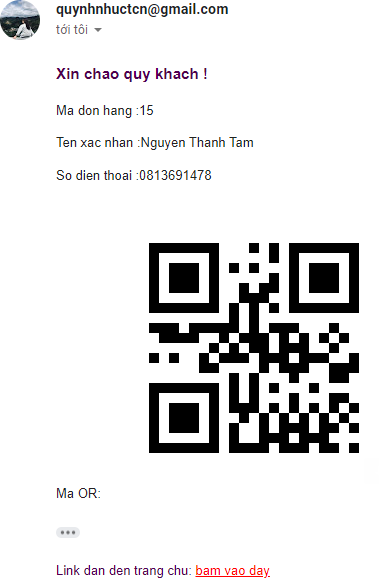 quynhnhuctcn@gmail.com
tới tôi
Xin chao quy khach !
Ma don hang :15
Ten xac nhan :Nguyen Thanh Tam
So dien thoai :0813691478
Ma OR:
Link dan den trang chu: bam vao day